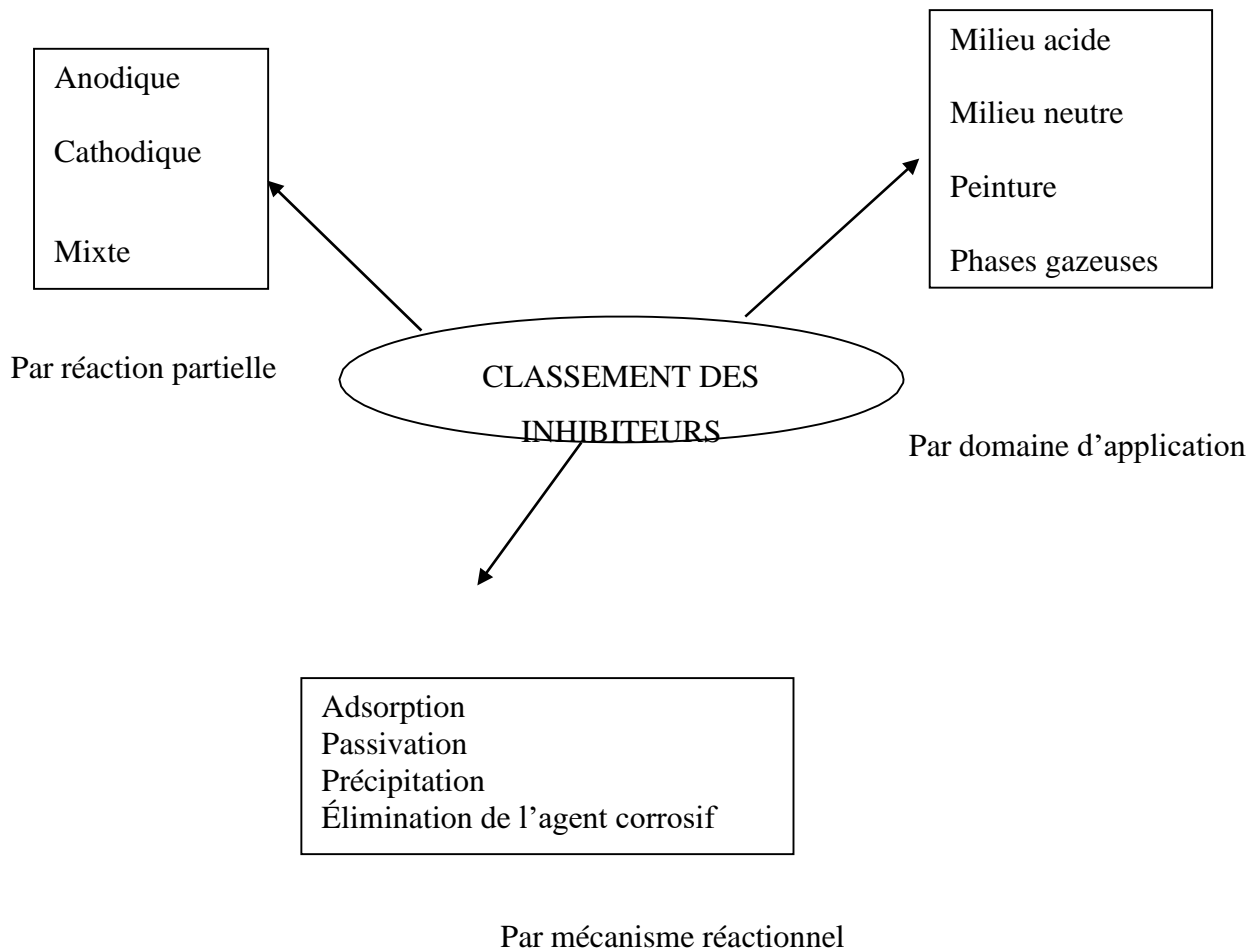 Anodique
Cathodique
Mixte
Milieu acide
Milieu neutre
Peinture
Phases gazeuses
Par réaction partielle
CLASSEMENT DES
INHIBITEURS
Par domaine d’application
Adsorption
Passivation
Précipitation
Élimination de l’agent corrosif
Par mécanisme réactionnel